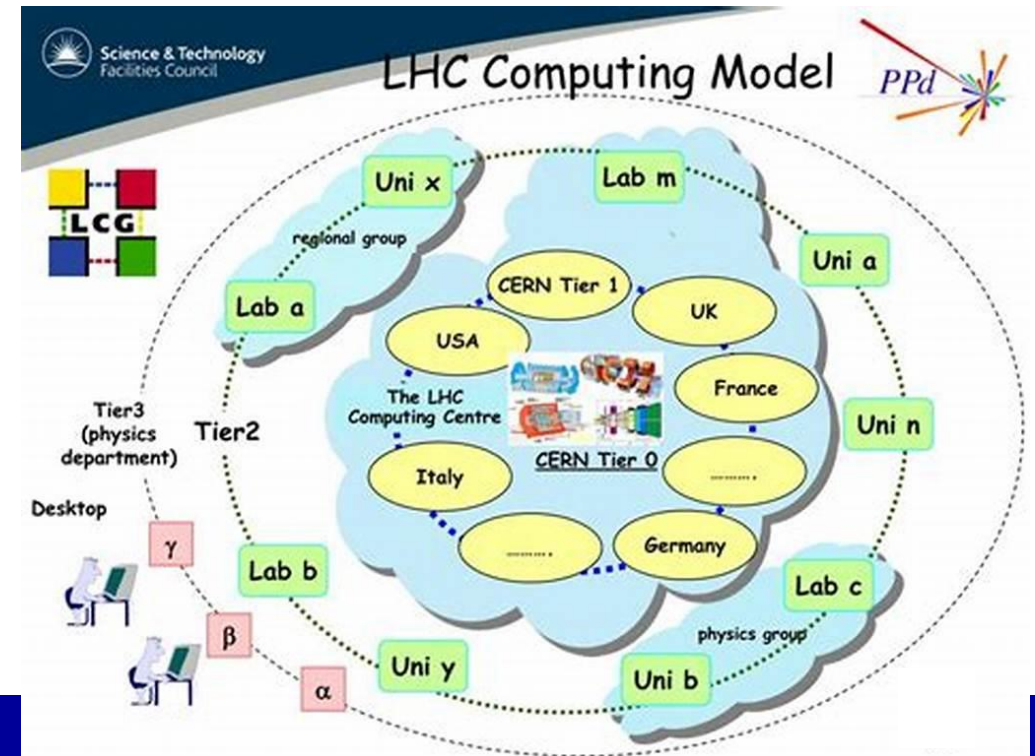 Science & Technology
Facilities Council
LHC Computing Model
PPd
LCG
Uni x
Lab m
regional group
Uni a
CERN Tier 1
Lab a
UK
USA
France
The LHC
Computing Centre
Tier3
(physics
department)
Tier2
Uni n
CERN Tier 0
Italy
..........
Desktop
γ
..........
Germany
Lab b
Lab c
β
physics group
Uni y
Uni b
α